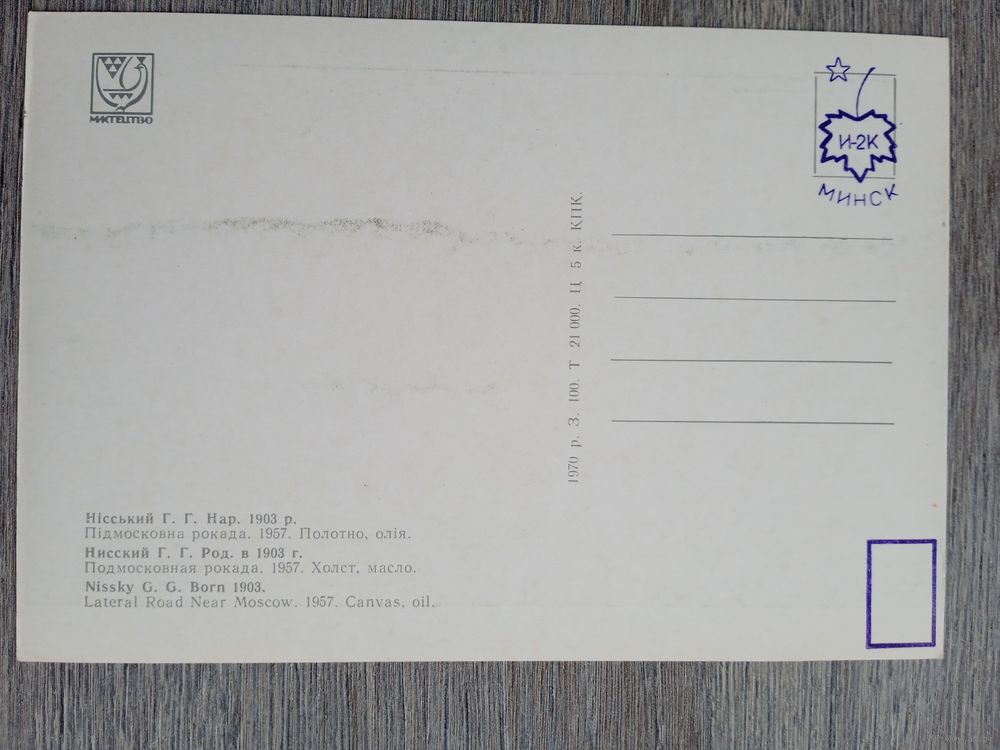 МИСТЕЦТВО
И-2К
МИНСК
1970 р. З. 100. Т 21 000. Ц 5 к. КПК.
Нісський Г. Г. Нар. 1903 р.
Підмосковна рокада. 1957. Полотно, олія.
Нисский Г. Г. Род. в 1903 г.
Подмосковная рокада. 1957. Холст, масло.
Nissky G. G. Born 1903.
Lateral Road Near Moscow. 1957. Canvas, oil.